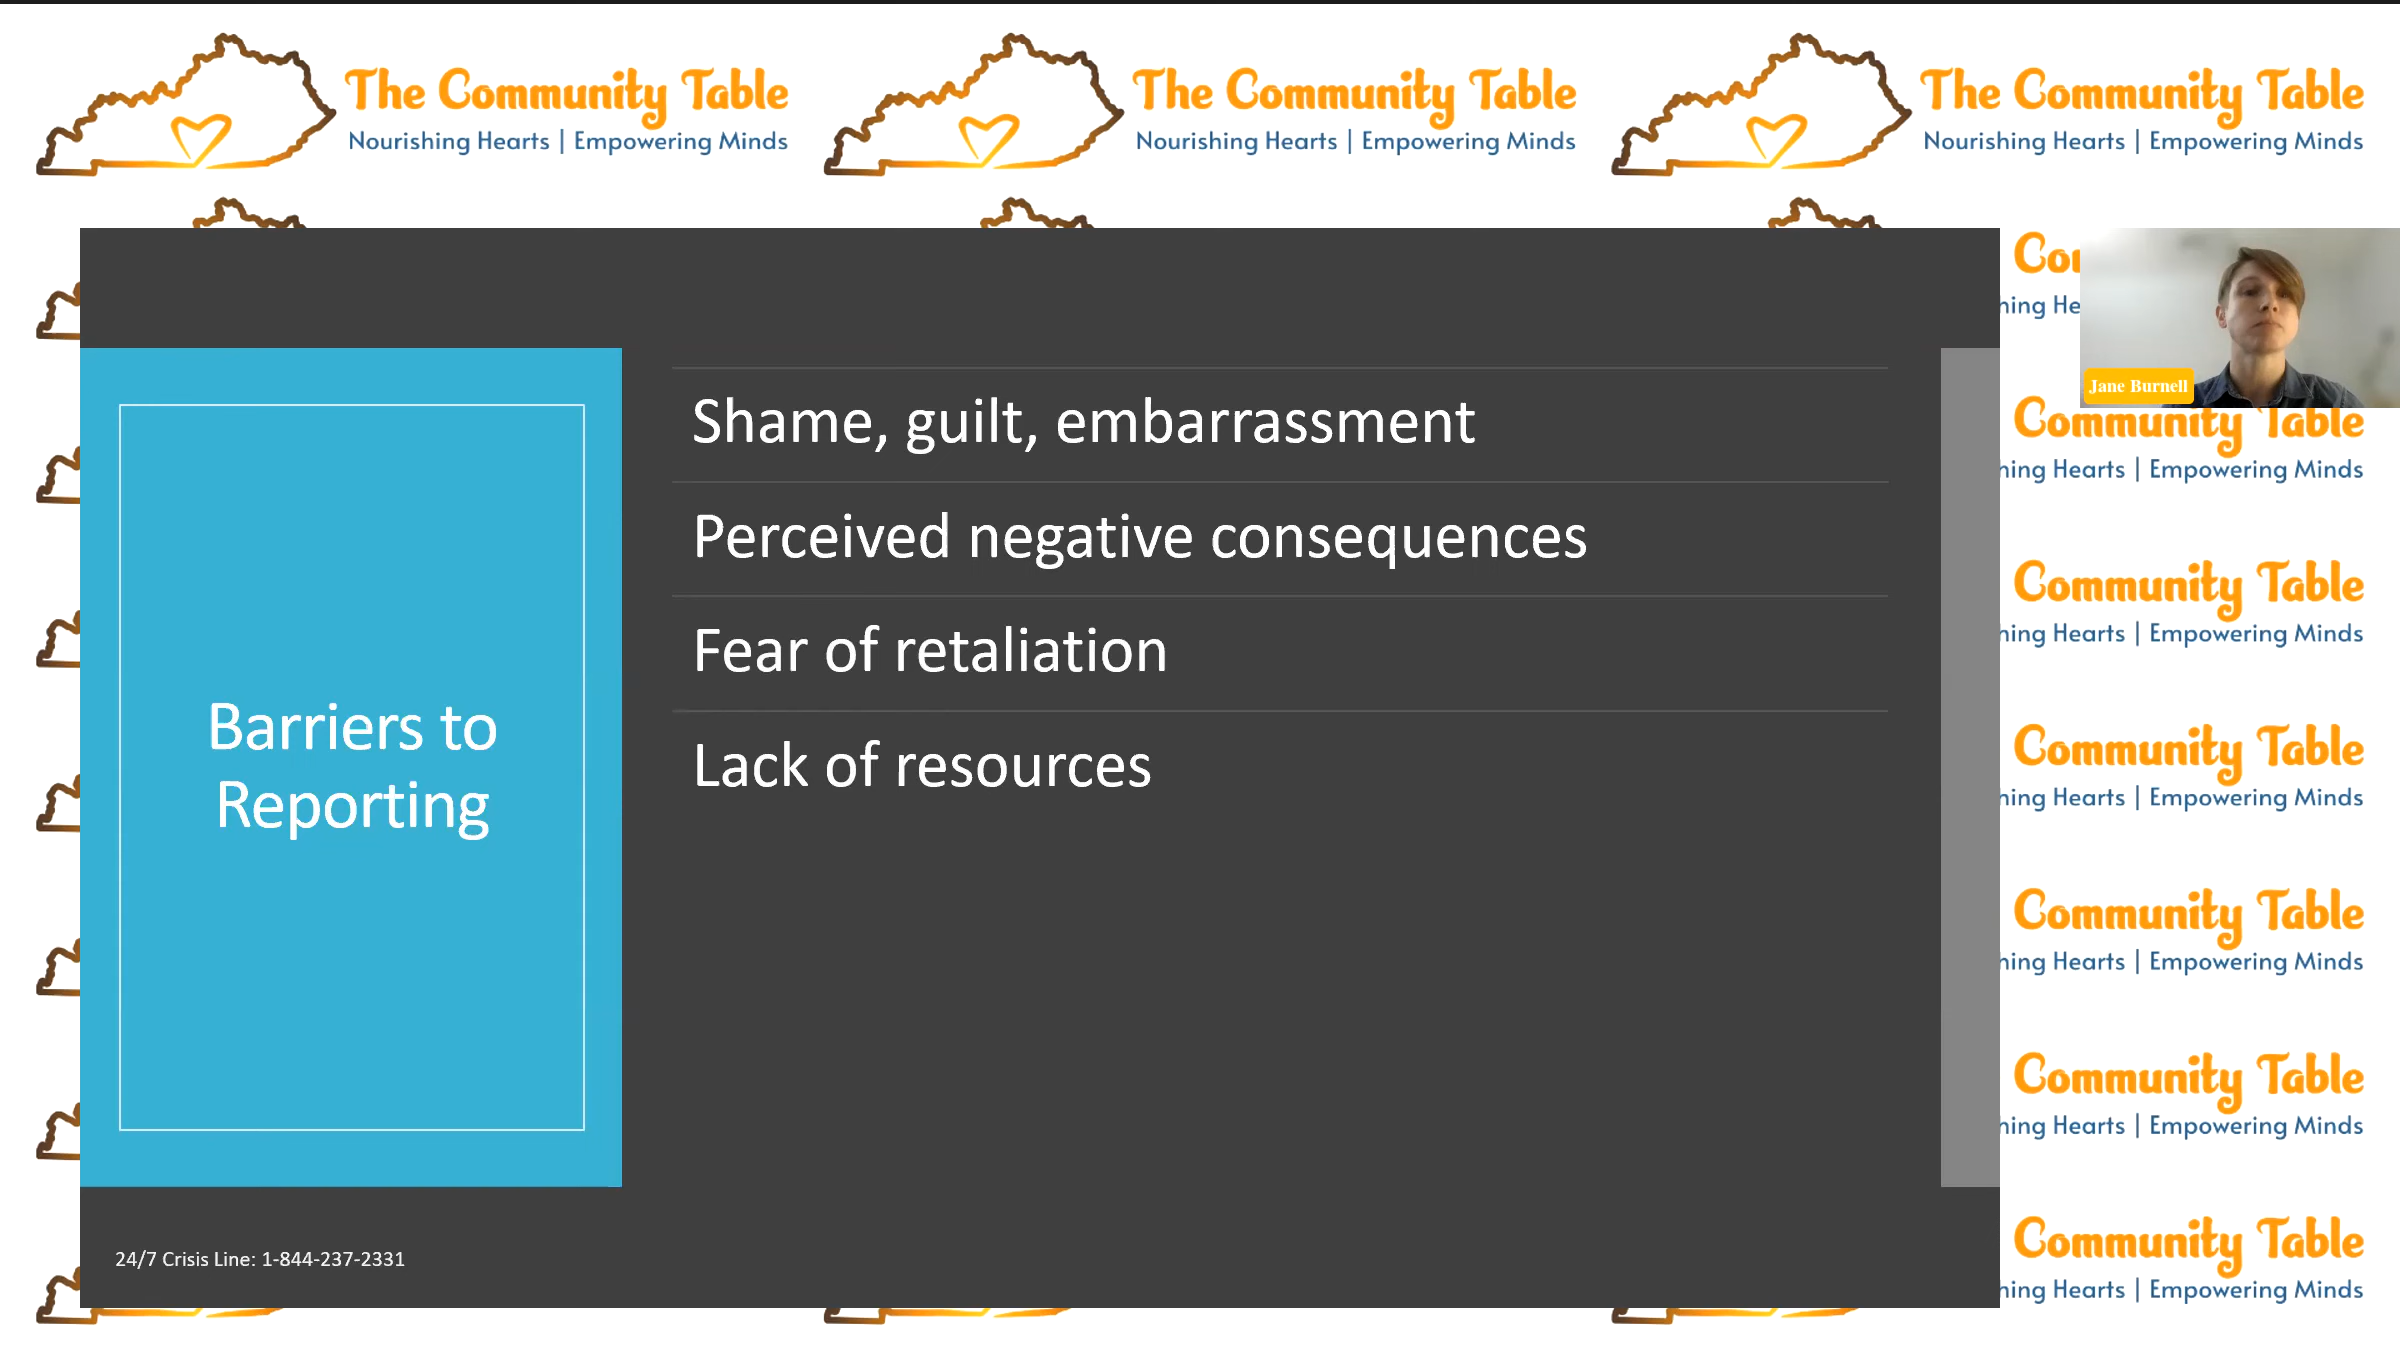 The Community Table The Community Table The Community Table
Nourishing Hearts | Empowering Minds Nourishing Hearts | Empowering Minds Nourishing Hearts | Empowering Minds
Jane Burnell
Barriers to
Reporting
Shame, guilt, embarrassment
Perceived negative consequences
Fear of retaliation
Lack of resources
24/7 Crisis Line: 1-844-237-2331
Community Table
Hearts | Empowering Minds
Community Table
Hearts | Empowering Minds
Community Table
Hearts | Empowering Minds
Community Table
Hearts | Empowering Minds
Community Table
Hearts | Empowering Minds
Community Table
Hearts | Empowering Minds